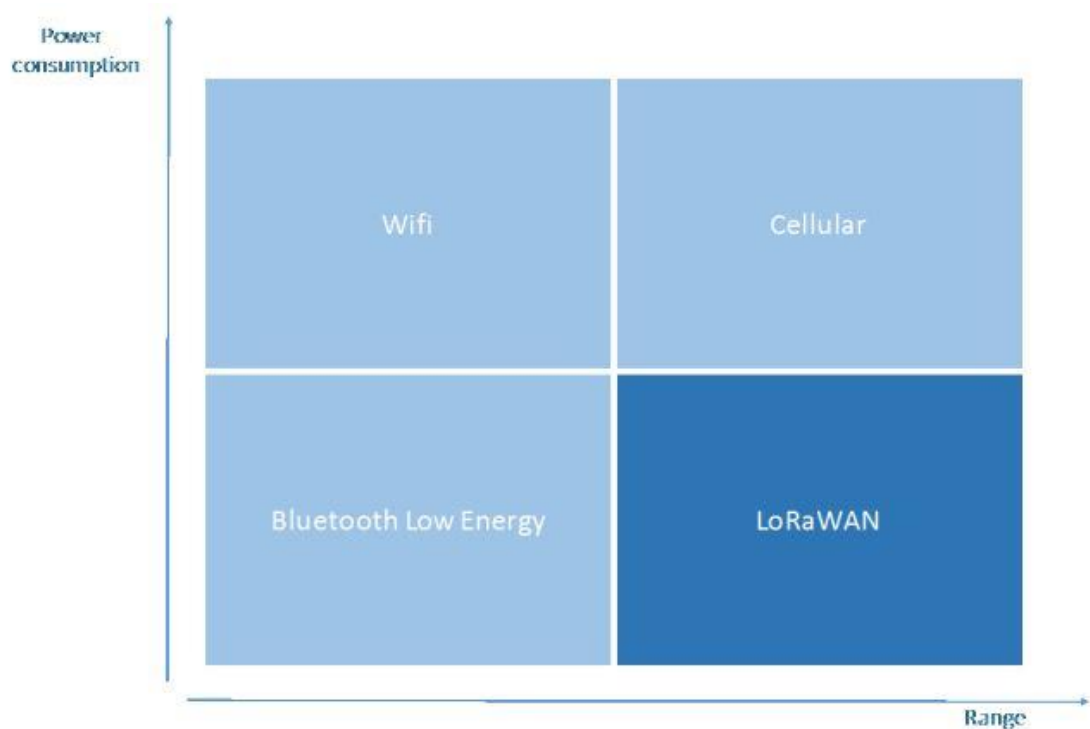 Power
consumption
Wifi
Cellular
Bluetooth Low Energy
LoRaWAN
Range